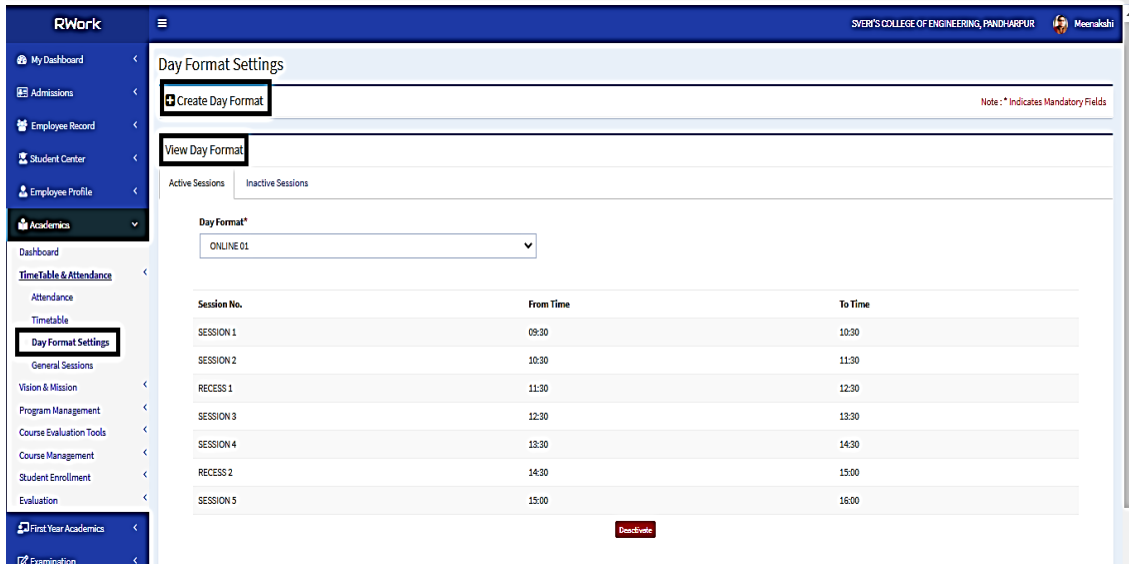 RWork
SVERI'S COLLEGE OF ENGINEERING, PANDHARPUR Meenakshi
My Dashboard
Admissions
Employee Record
Student Center
Employee Profile
Academics
Dashboard
TimeTable & Attendance
Attendance
Timetable
Day Format Settings
General Sessions
Vision & Mission
Program Management
Course Evaluation Tools
Course Management
Student Enrollment
Evaluation
First Year Academics
Examination
Day Format Settings
Create Day Format
Note : * Indicates Mandatory Fields
View Day Format
Active Sessions Inactive Sessions
Day Format*
ONLINE 01
Session No. From Time To Time
SESSION 1 09:30 10:30
SESSION 2 10:30 11:30
RECESS 1 11:30 12:30
SESSION 3 12:30 13:30
SESSION 4 13:30 14:30
RECESS 2 14:30 15:00
SESSION 5 15:00 16:00
Deactivate